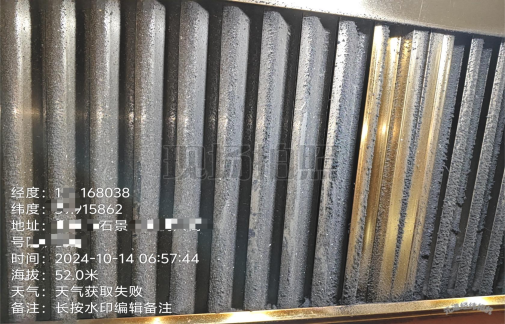 现场拍照
经度：1 168038
纬度： 15862
地址： 石景
号
时间：2024-10-14 06:57:44
海拔：52.0米
天气：天气获取失败
备注：长按水印编辑备注